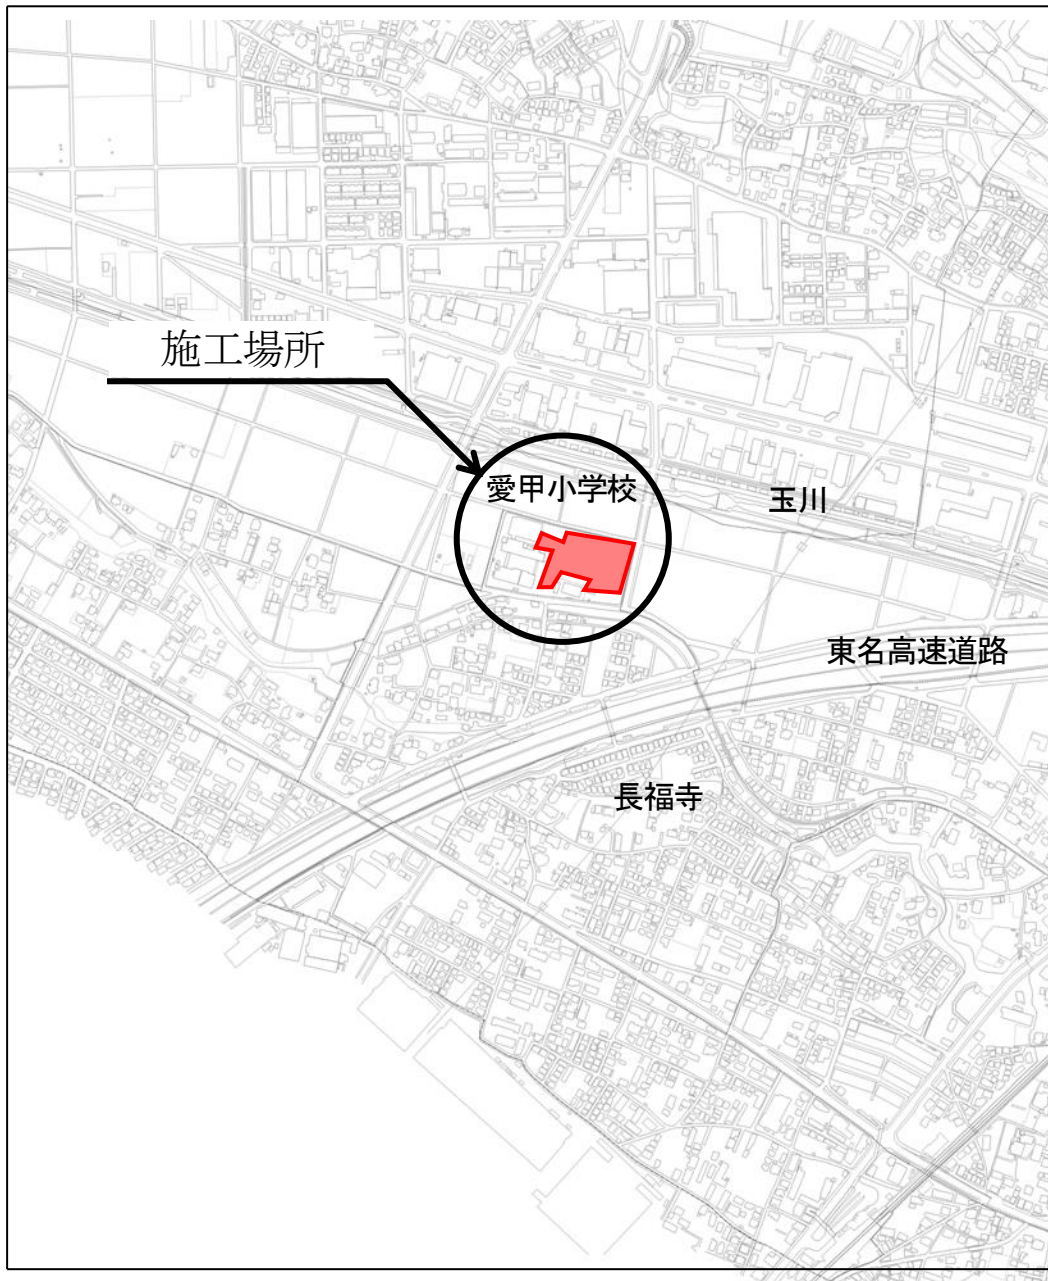 施工場所
愛甲小学校
玉川
東名高速道路
長福寺